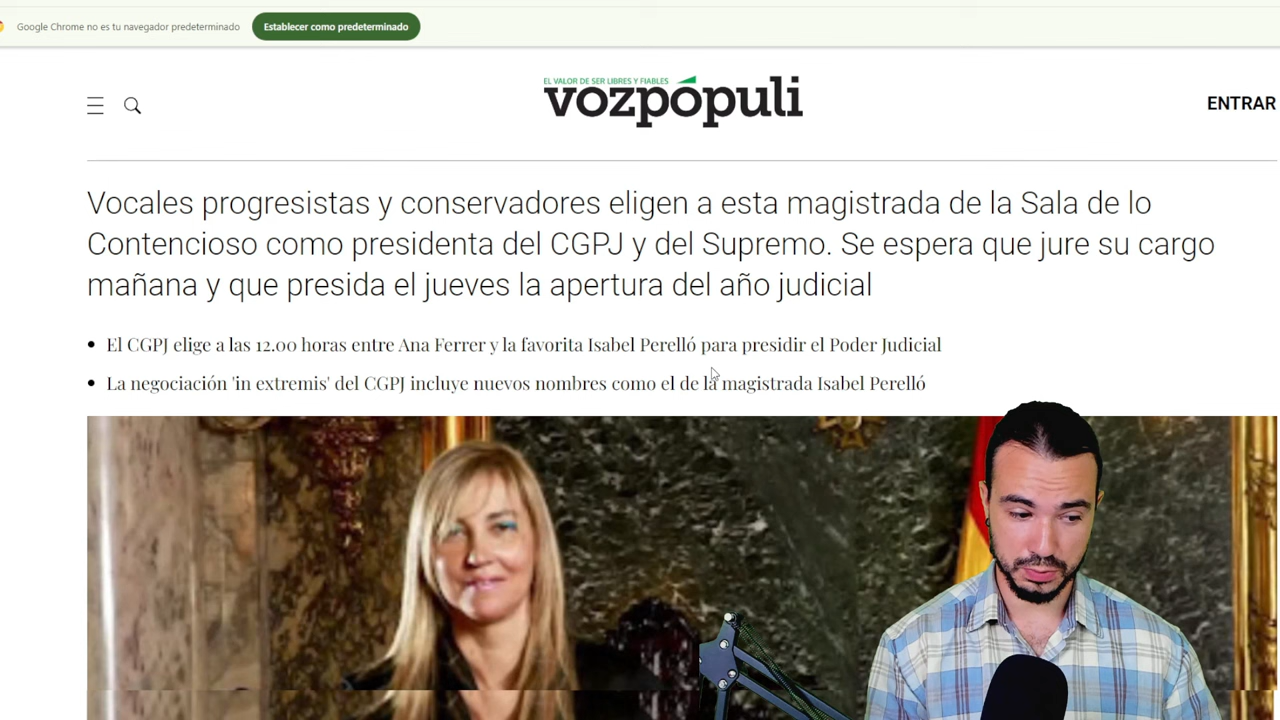 Google Chrome no es tu navegador predeterminado Establecer como predeterminado
EL VALOR DE SER LIBRES Y FIABLES
vozpópuli
ENTRAR
Vocales progresistas y conservadores eligen a esta magistrada de la Sala de lo
Contencioso como presidenta del CGPJ y del Supremo. Se espera que jure su cargo
mañana y que presida el jueves la apertura del año judicial
• El CGPJ elige a las 12.00 horas entre Ana Ferrer y la favorita Isabel Perelló para presidir el Poder Judicial
• La negociación 'in extremis' del CGPJ incluye nuevos nombres como el de la magistrada Isabel Perelló